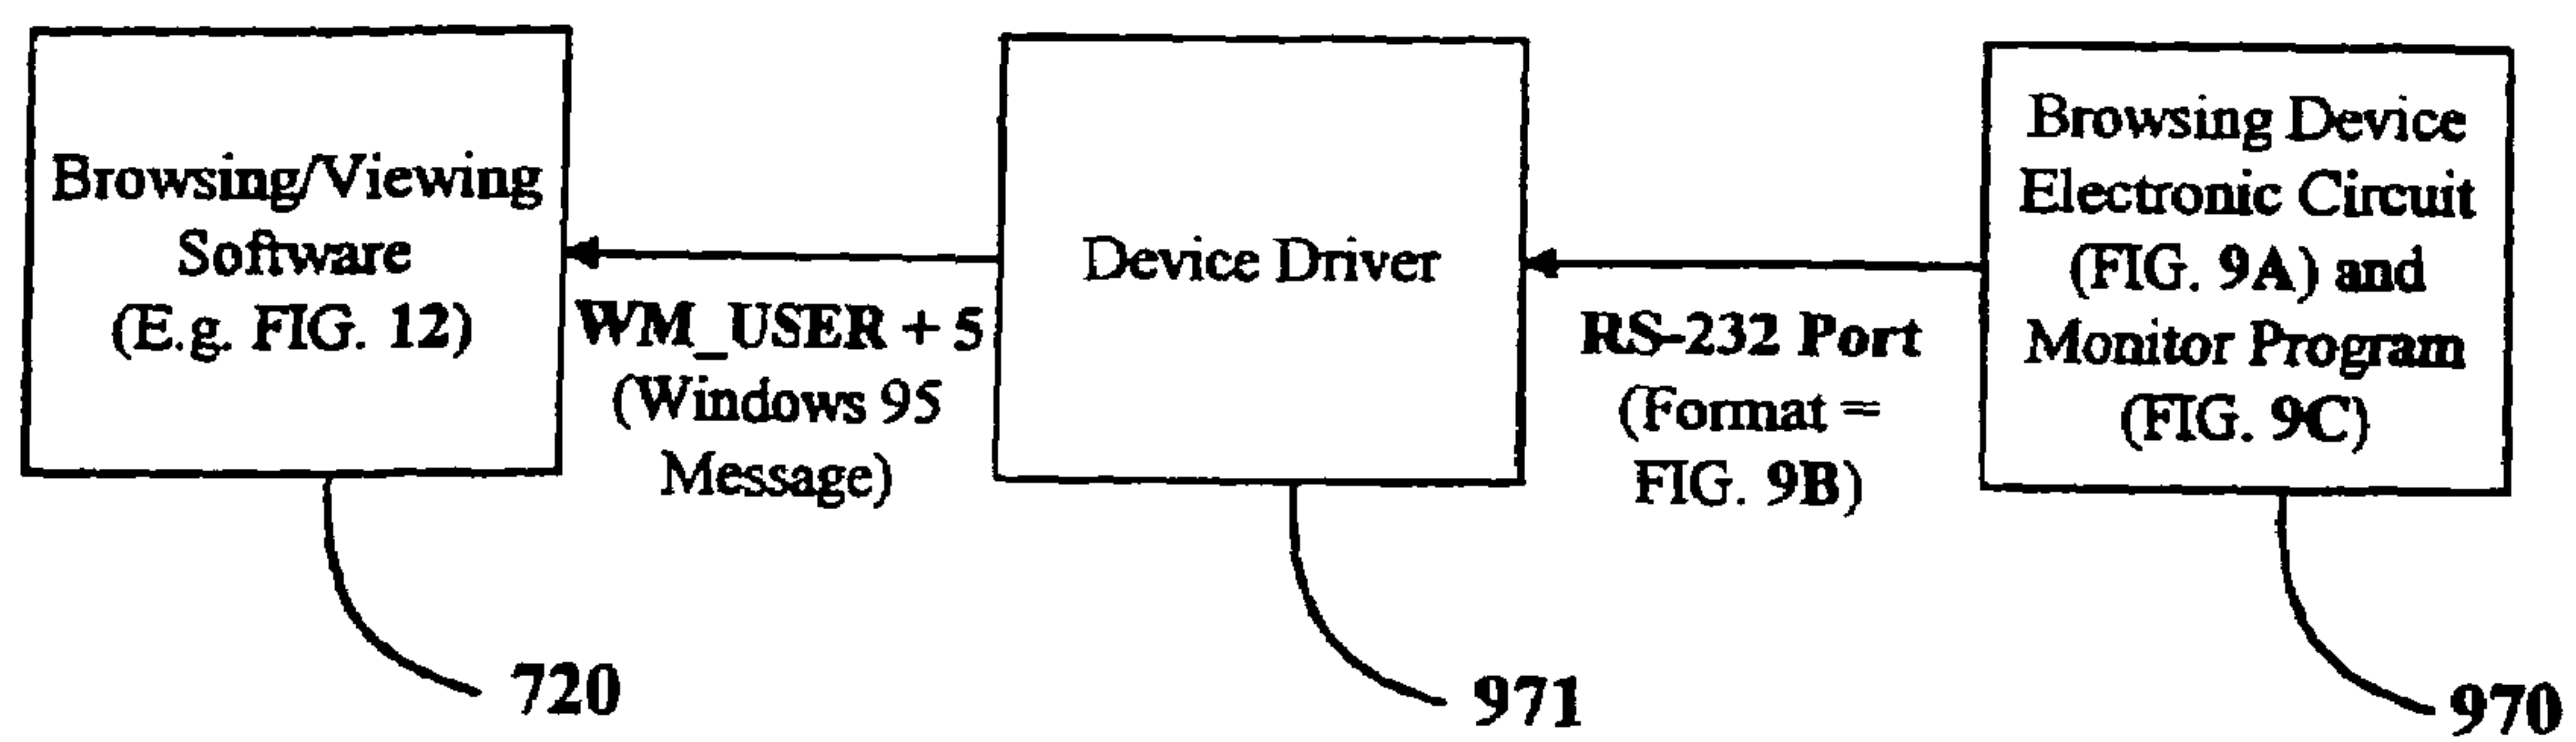 Browsing/Viewing
Software
(E.g. FIG. 12)
WM_USER + 5
(Windows 95
Message)
Device Driver
RS-232 Port
(Format =
FIG. 9B)
Browsing Device
Electronic Circuit
(FIG. 9A) and
Monitor Program
(FIG. 9C)
720
971
970